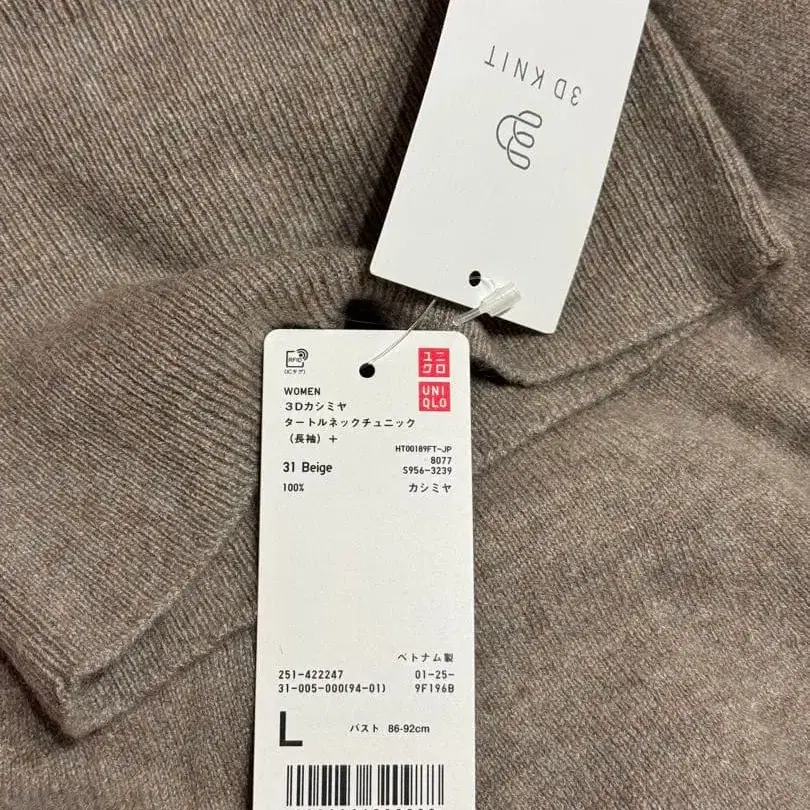 3D KNIT
RFID
(ICタグ)
ユニ
クロ
UNI
QLO
WOMEN
3Dカシミヤ
タートルネックチュニック
(長袖)+
HT00189FT-JP
8077
31 Beige
S956-3239
100% カシミヤ
ベトナム製
251-422247 01-25-
31-005-000(94-01) 9F196B
L バスト 86-92cm